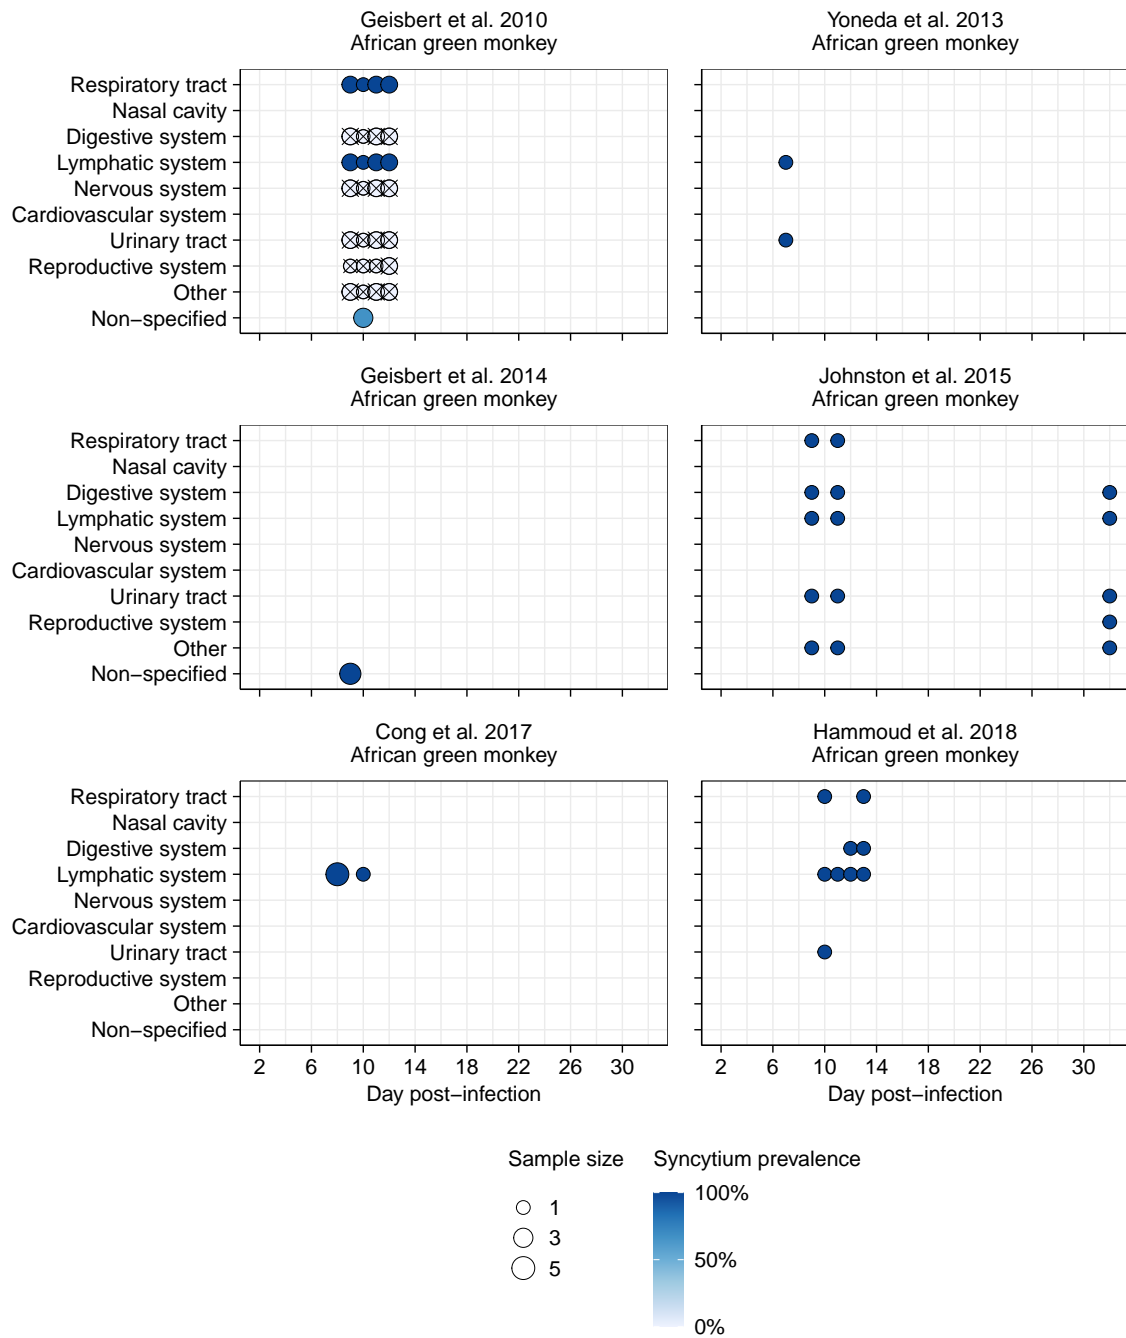 Geisbert et al. 2010
African green monkey
Yoneda et al. 2013
African green monkey
Respiratory tract
Nasal cavity
Digestive system
Lymphatic system
Nervous system
Cardiovascular system
Urinary tract
Reproductive system
Other
Non−specified
Geisbert et al. 2014
African green monkey
Johnston et al. 2015
African green monkey
Respiratory tract
Nasal cavity
Digestive system
Lymphatic system
Nervous system
Cardiovascular system
Urinary tract
Reproductive system
Other
Non−specified
Cong et al. 2017
African green monkey
Hammoud et al. 2018
African green monkey
Respiratory tract
Nasal cavity
Digestive system
Lymphatic system
Nervous system
Cardiovascular system
Urinary tract
Reproductive system
Other
Non−specified
2 6 10 14 18 22 26 30
Day post−infection
2 6 10 14 18 22 26 30
Day post−infection
Sample size
1
3
5
Syncytium prevalence
100%
50%
0%